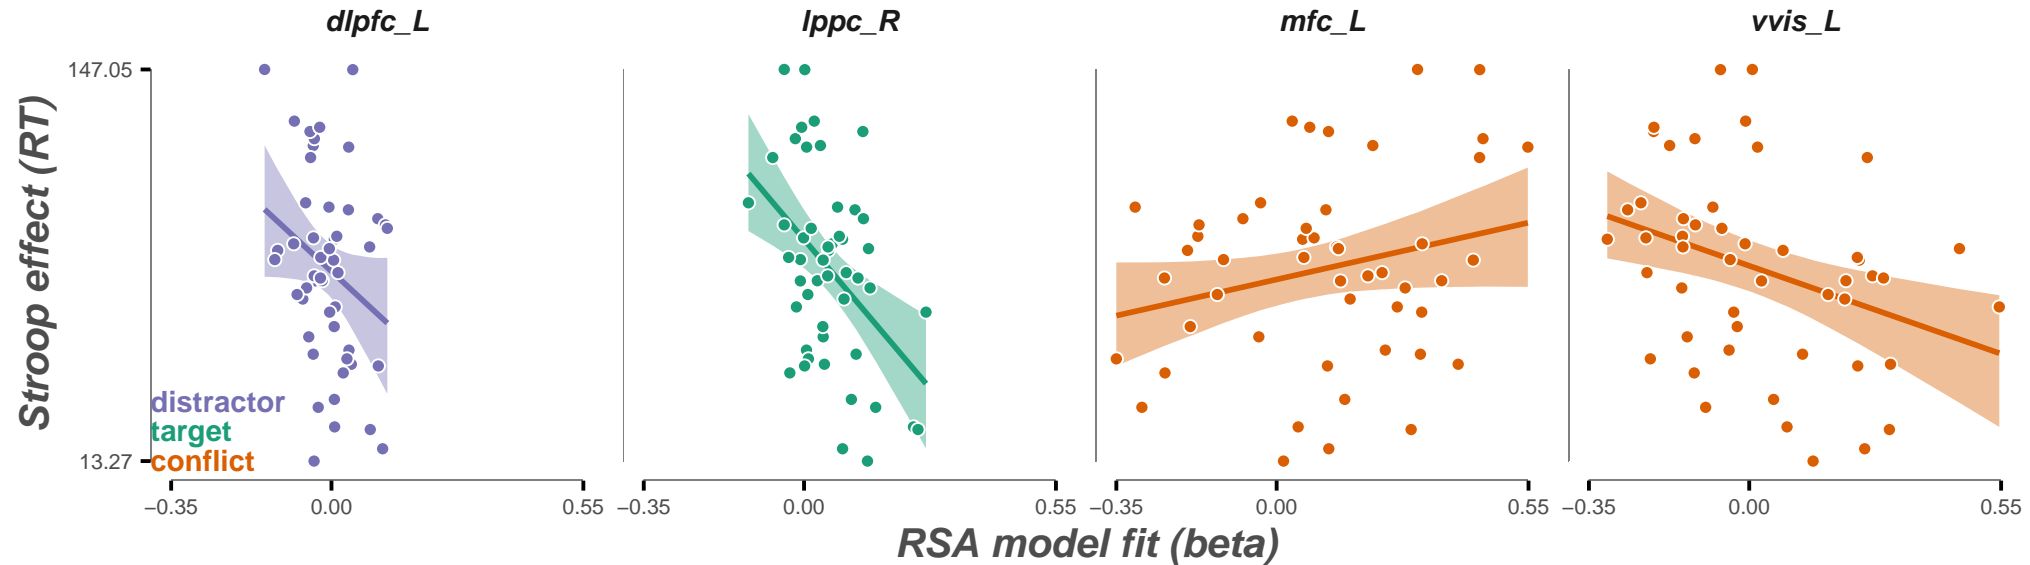 dlpfc_L lppc_R mfc_L vvis_L
147.05
Stroop effect (RT)
distractor
target
conflict
13.27
−0.35 0.00 0.55 −0.35 0.00 0.55 −0.35 0.00 0.55 −0.35 0.00 0.55
RSA model fit (beta)